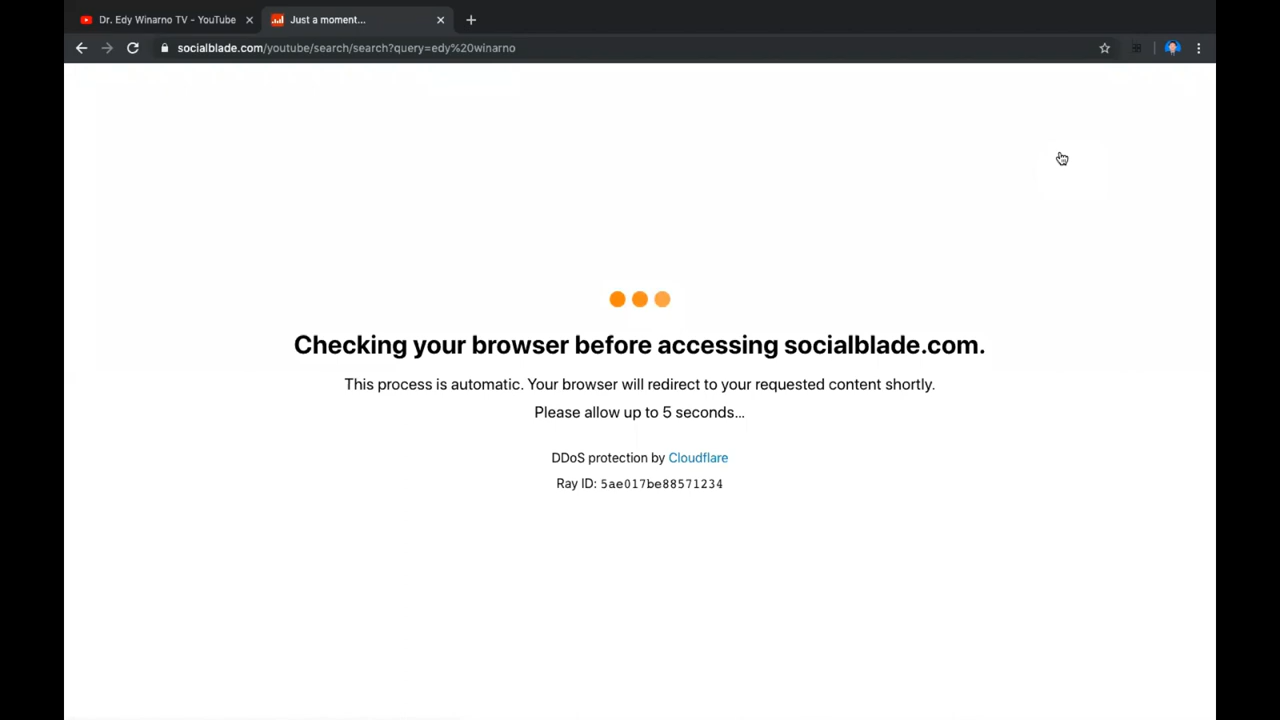 Dr. Edy Winarno TV - YouTube
Just a moment...
socialblade.com/youtube/search/search?query=edy%20winarno
Checking your browser before accessing socialblade.com.
This process is automatic. Your browser will redirect to your requested content shortly.
Please allow up to 5 seconds...
DDoS protection by Cloudflare
Ray ID: 5ae017be88571234